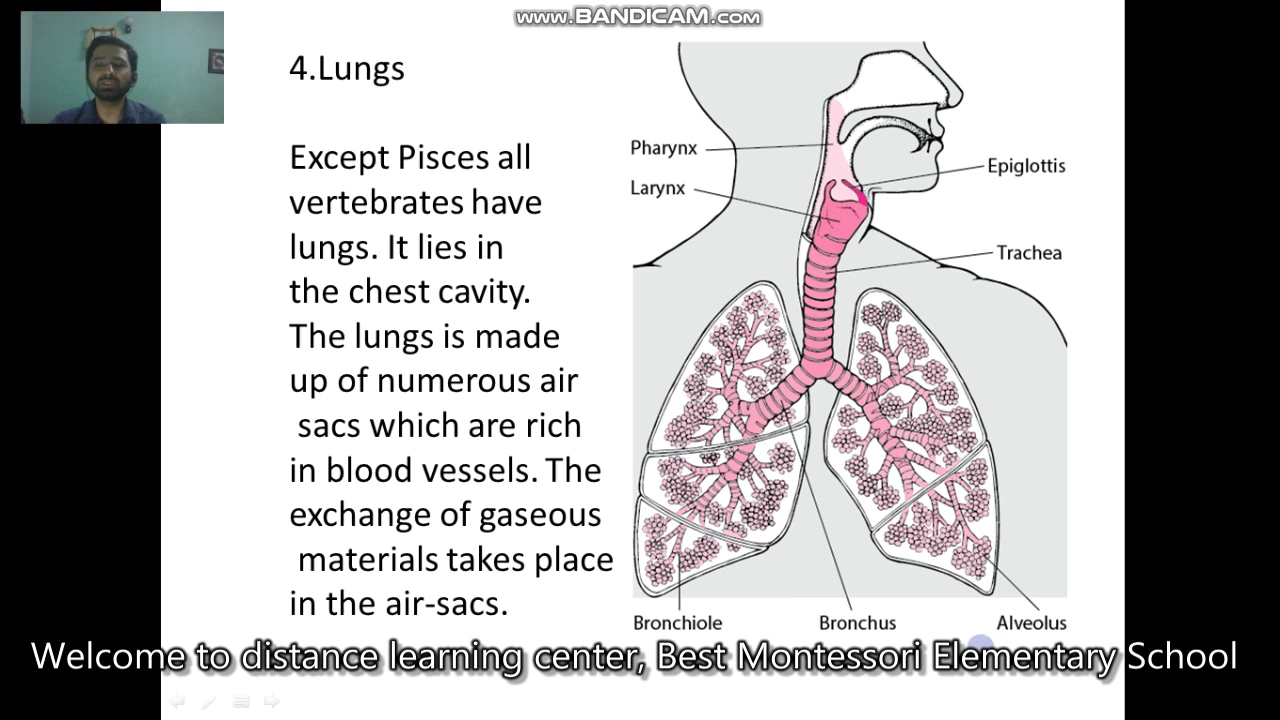 www.BANDICAM.com
4.Lungs
Except Pisces all
vertebrates have
lungs. It lies in
the chest cavity.
The lungs is made
up of numerous air
sacs which are rich
in blood vessels. The
exchange of gaseous
materials takes place
in the air-sacs.
Pharynx
Larynx
Epiglottis
Trachea
Bronchiole
Bronchus
Alveolus
Welcome to distance learning center, Best Montessori Elementary School